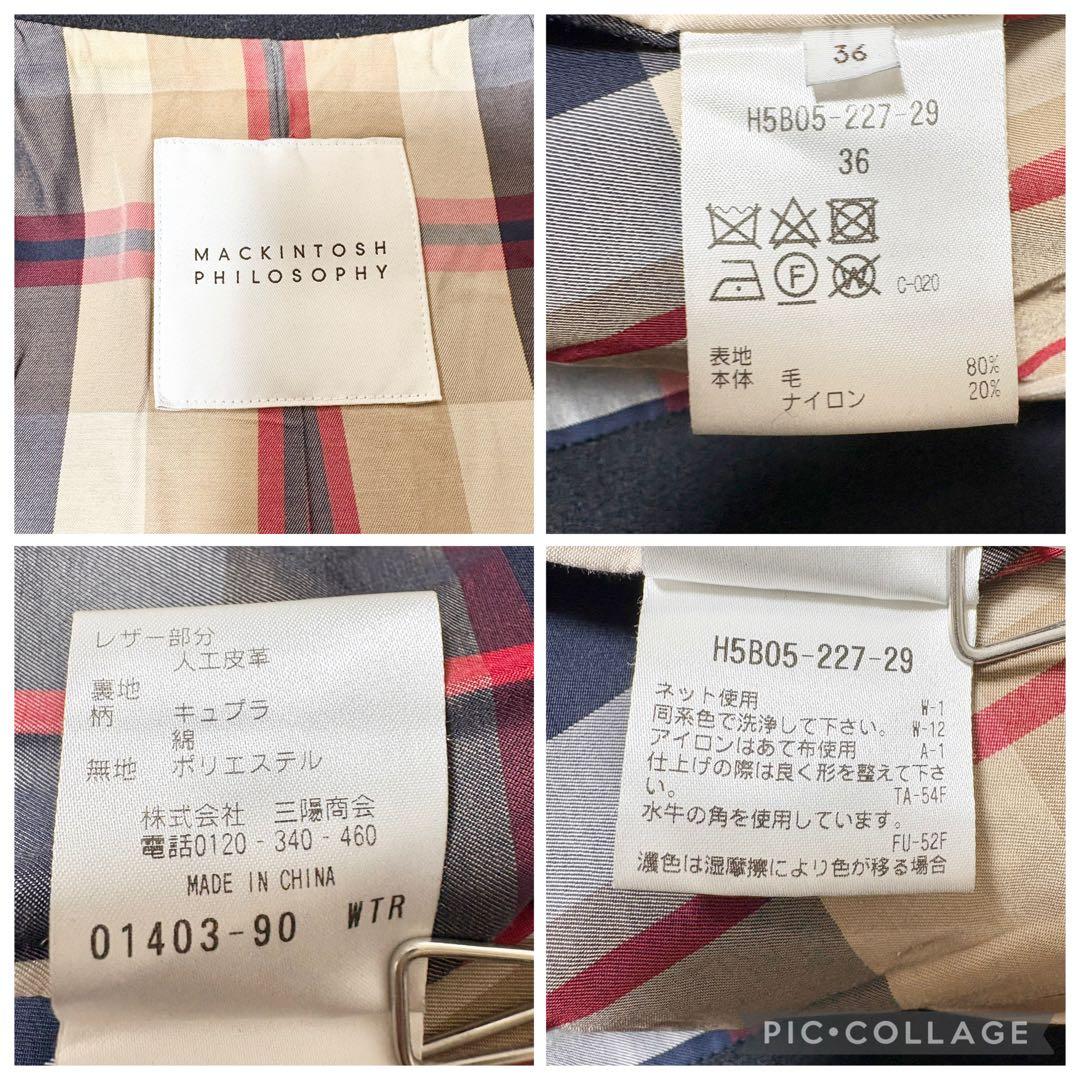 MACKINTOSH
PHILOSOPHY
36
H5B05-227-29
36
F
W
C-020
表地
本体 毛 80%
ナイロン 20%
レザー部分
人工皮革
裏地
柄 キュプラ
綿
無地 ポリエステル
株式会社 三陽商会
電話0120-340-460
MADE IN CHINA
01403-90 WTR
H5B05-227-29
ネット使用 W-1
同系色で洗浄して下さい。 W-12
アイロンはあて布使用 A-1
仕上げの際は良く形を整えて下さ
い。 TA-54F
水牛の角を使用しています。
FU-52F
濃色は湿摩擦により色が移る場合
PIC•COLLAGE